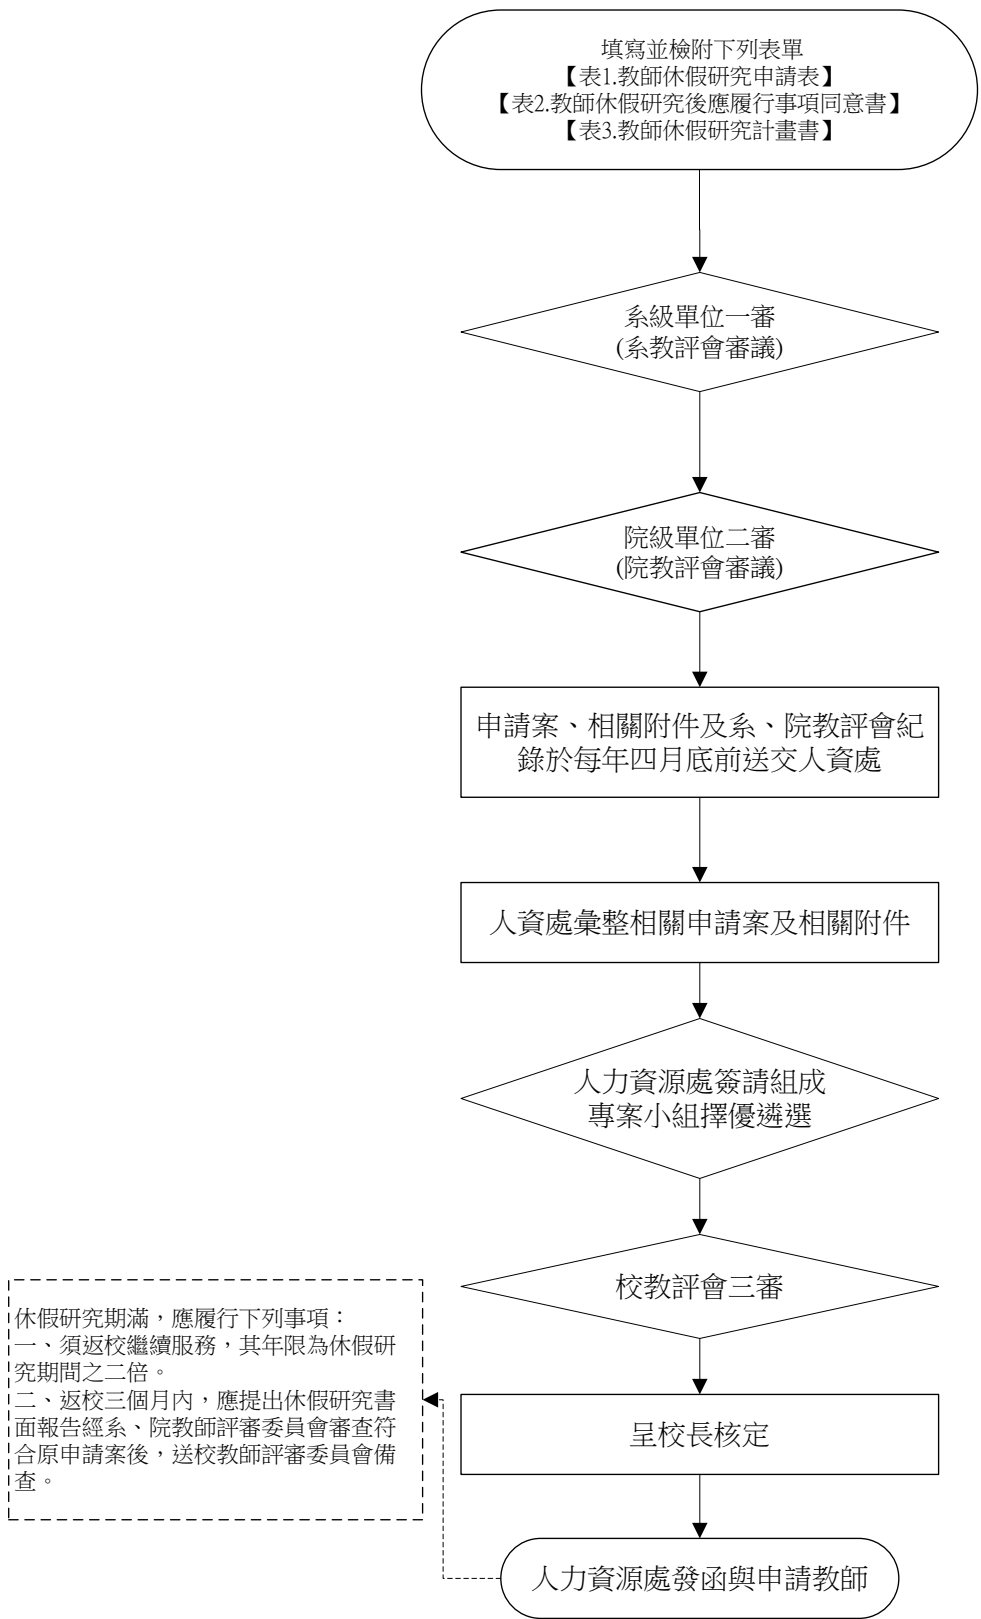 填寫並檢附下列表單
【表1.教師休假研究申請表】
【表2.教師休假研究後應履行事項同意書】
【表3.教師休假研究計畫書】
系級單位一審
(系教評會審議)
院級單位二審
(院教評會審議)
申請案、相關附件及系、院教評會紀
錄於每年四月底前送交人資處
人資處彙整相關申請案及相關附件
人力資源處簽請組成
專案小組擇優遴選
校教評會三審
呈校長核定
人力資源處發函與申請教師
休假研究期滿，應履行下列事項：
一、須返校繼續服務，其年限為休假研
究期間之二倍。
二、返校三個月內，應提出休假研究書
面報告經系、院教師評審委員會審查符
合原申請案後，送校教師評審委員會備
查。